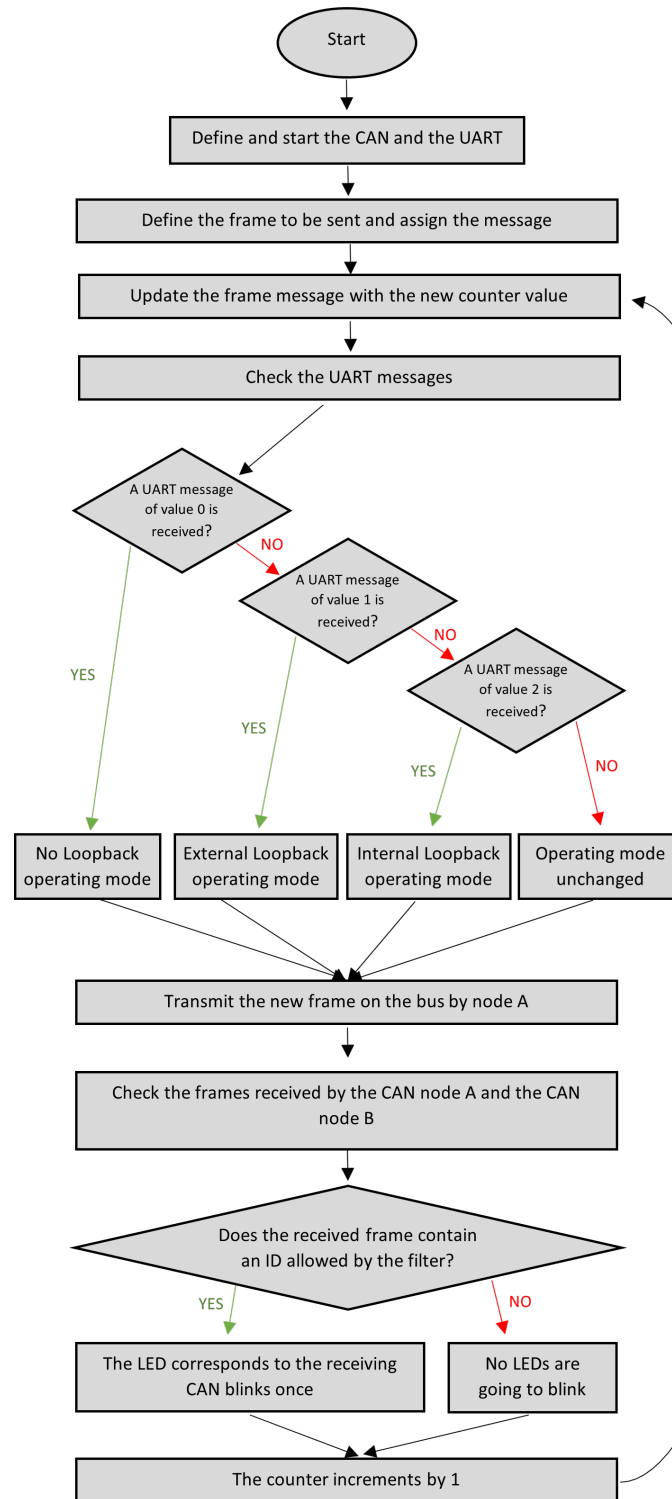 Start
Define and start the CAN and the UART
Define the frame to be sent and assign the message
Update the frame message with the new counter value
Check the UART messages
A UART message
of value 0 is
received?
NO
A UART message
of value 1 is
received?
NO
A UART message
of value 2 is
received?
YES
YES
YES
NO
No Loopback
operating mode
External Loopback
operating mode
Internal Loopback
operating mode
Operating mode
unchanged
Transmit the new frame on the bus by node A
Check the frames received by the CAN node A and the CAN
node B
Does the received frame contain
an ID allowed by the filter?
YES
NO
The LED corresponds to the receiving
CAN blinks once
No LEDs are
going to blink
The counter increments by 1